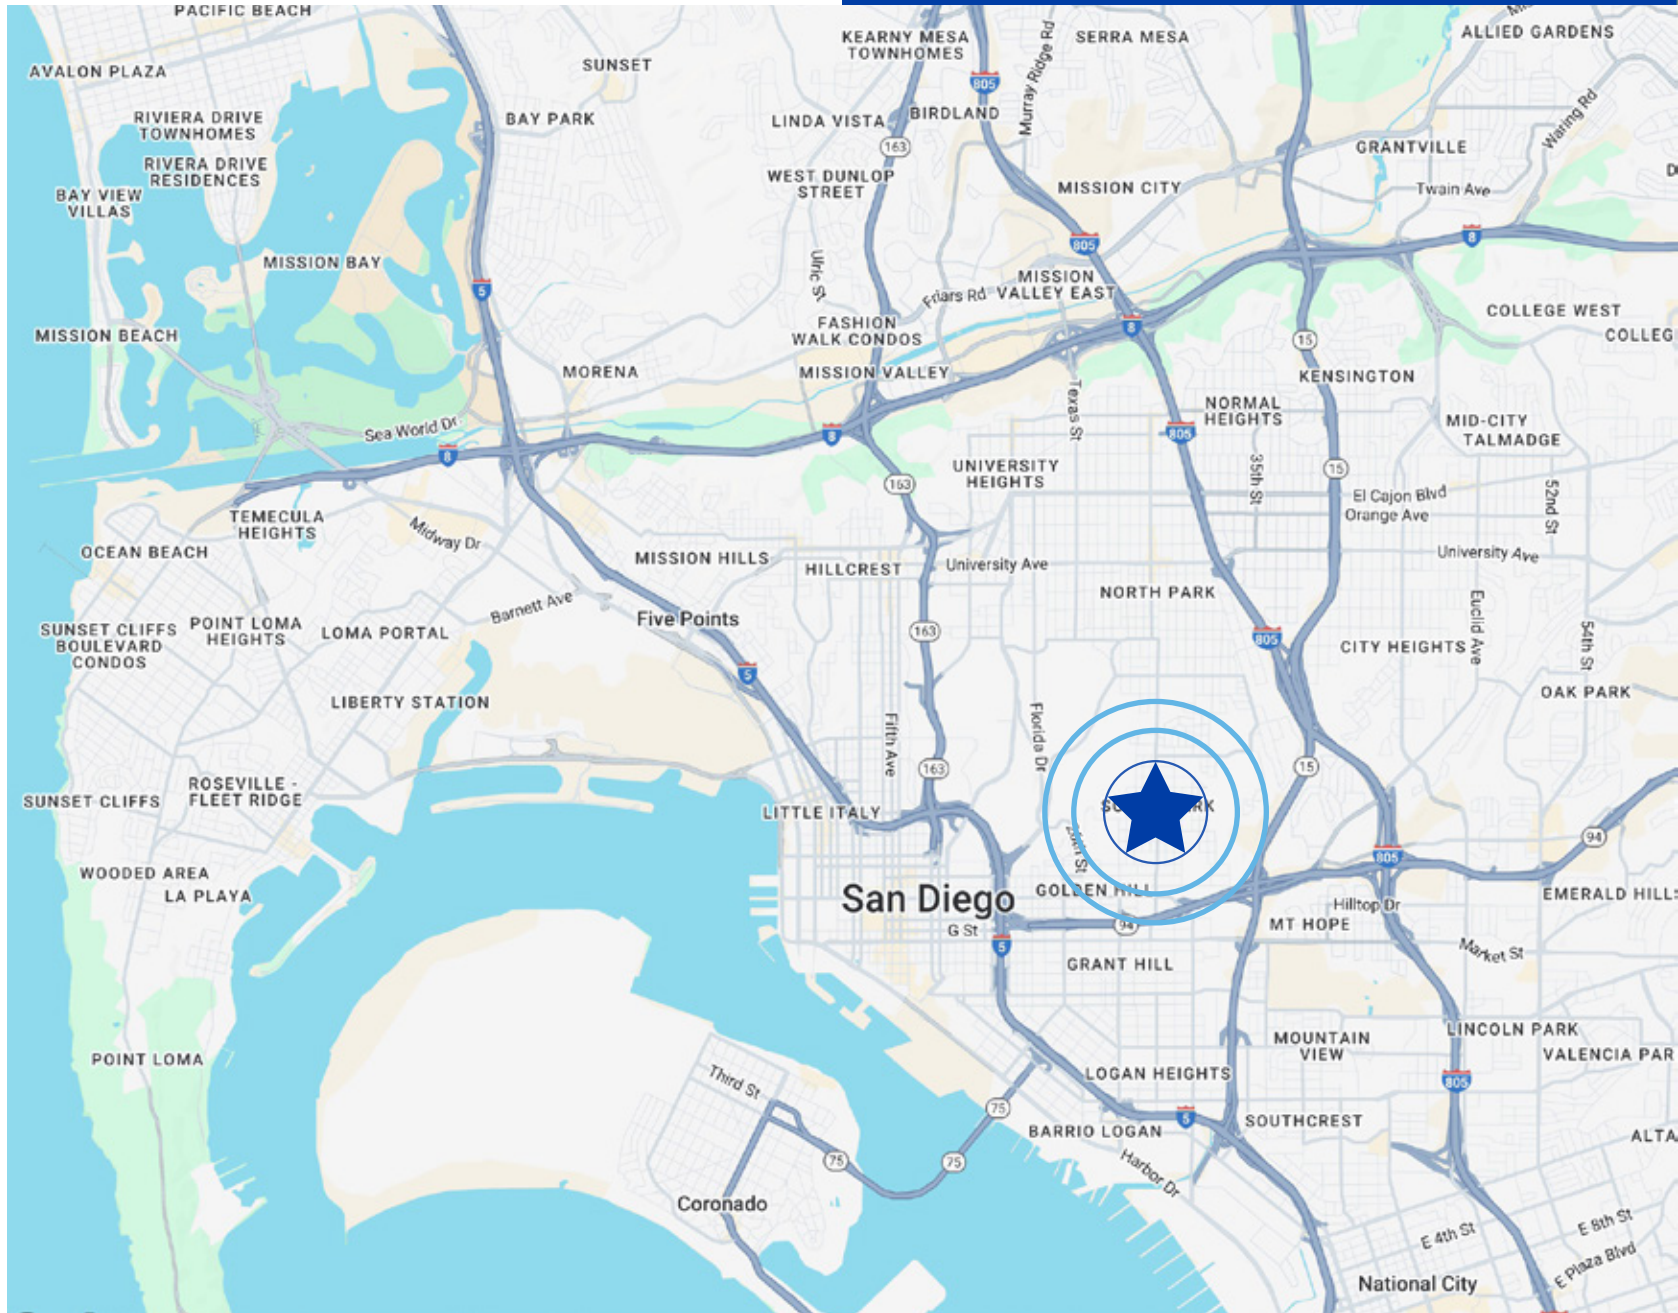 PACIFIC BEACH
KEARNY MESA
TOWNHOMES
SERRA MESA
ALLIED GARDENS
AVALON PLAZA
SUNSET
805
Murray Ridge Rd
RIVIERA DRIVE
TOWNHOMES
BAY PARK
LINDA VISTA
BIRDLAND
Waring Rd
163
GRANTVILLE
RIVERA DRIVE
RESIDENCES
WEST DUNLOP
STREET
MISSION CITY
Twain Ave
BAY VIEW
VILLAS
805
8
MISSION BAY
Ulric St
MISSION
VALLEY EAST
5
Friars Rd
COLLEGE WEST
MISSION BEACH
FASHION
WALK CONDOS
8
15
COLLEG
MORENA
MISSION VALLEY
KENSINGTON
Texas St
NORMAL
HEIGHTS
MID-CITY
TALMADGE
Sea World Dr
8
8
805
UNIVERSITY
HEIGHTS
15
163
35th St
El Cajon Blvd
Orange Ave
52nd St
TEMECULA
HEIGHTS
Midway Dr
OCEAN BEACH
MISSION HILLS
HILLCREST
University Ave
University Ave
NORTH PARK
Barnett Ave
Five Points
SUNSET CLIFFS
BOULEVARD
CONDOS
POINT LOMA
HEIGHTS
LOMA PORTAL
163
805
CITY HEIGHTS
Euclid Ave
54th St
5
OAK PARK
LIBERTY STATION
Fifth Ave
Florida Dr
163
15
ROSEVILLE -
FLEET RIDGE
SUNSET CLIFFS
LITTLE ITALY
94
805
WOODED AREA
LA PLAYA
San Diego
GOLDEN HILL
EMERALD HILL
Hilltop Dr
G St
94
MT HOPE
5
Market St
GRANT HILL
LINCOLN PARK
MOUNTAIN
VIEW
VALENCIA PAR
POINT LOMA
LOGAN HEIGHTS
Third St
805
75
5
SOUTHCREST
BARRIO LOGAN
ALTA
75
75
Harbor Dr
Coronado
E 8th St
E 4th St
E Plaza Blvd
National City